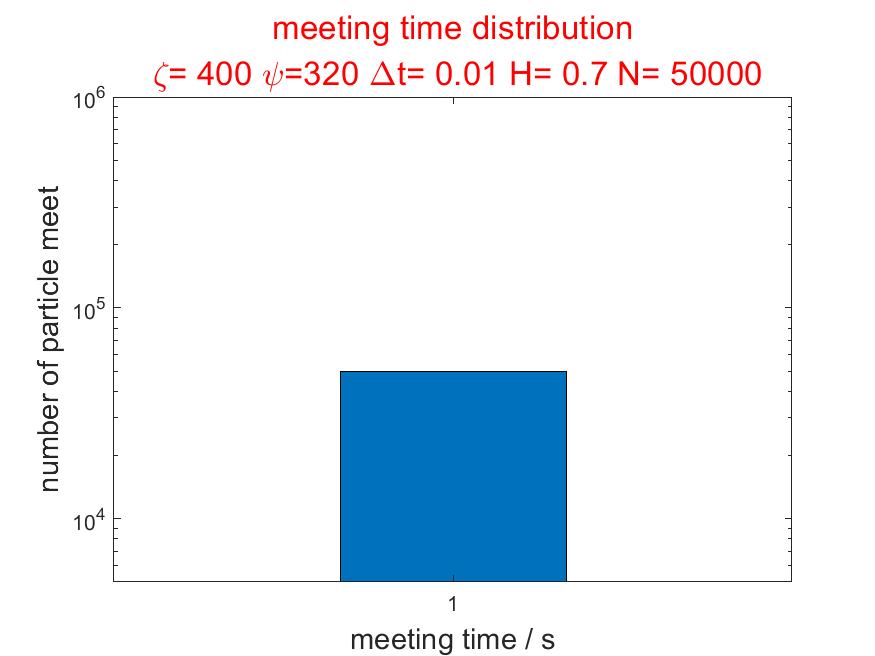 meeting time distribution
ζ= 400 ψ=320 Δt= 0.01 H= 0.7 N= 50000
10^6
10^5
10^4
number of particle meet
1
meeting time / s